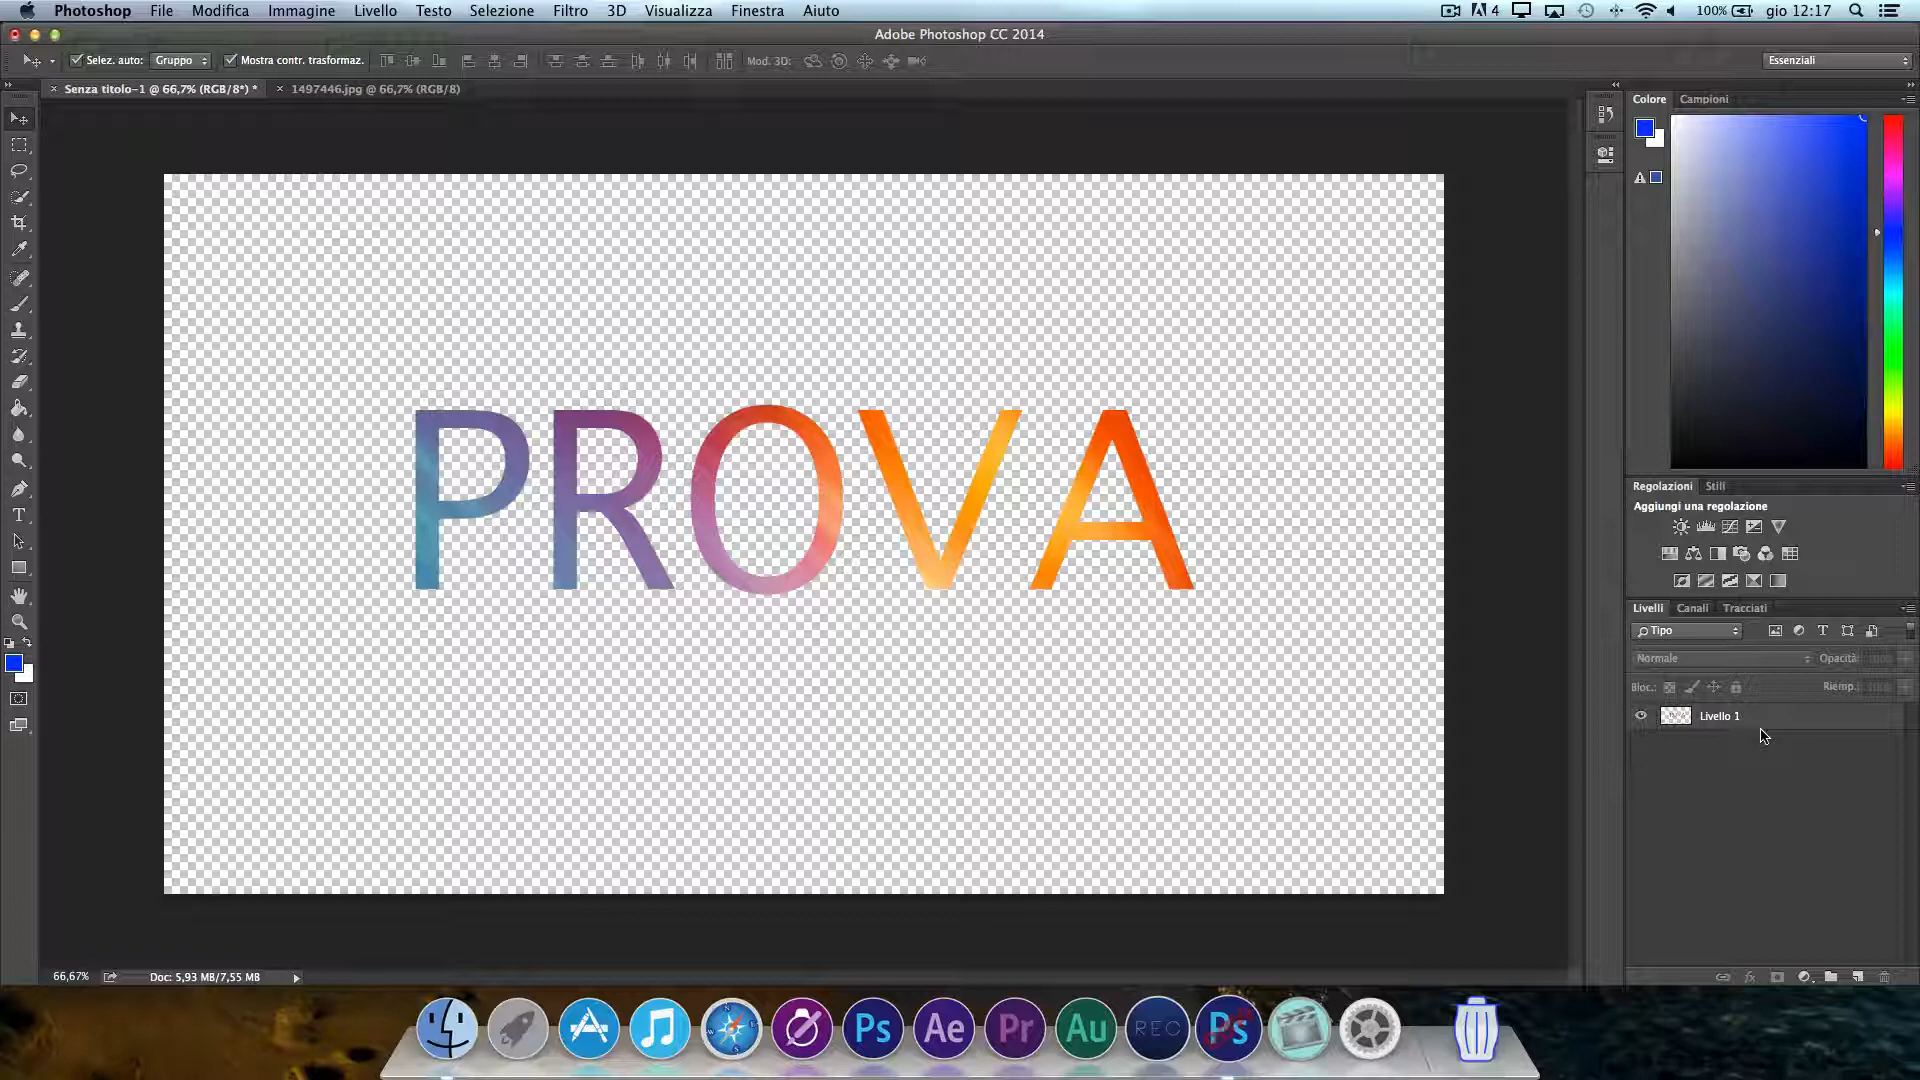 Photoshop File Modifica Immagine Livello Testo Selezione Filtro 3D Visualizza Finestra Aiuto 4 100% gio 12:17
Adobe Photoshop CC 2014
Selez. auto: Gruppo Mostra contr. trasformaz. Mod. 3D: Essenziali
Senza titolo-1 @ 66,7% (RGB/8*) * 1497446.jpg @ 66,7% (RGB/8)
Colore Campioni
PROVA
Regolazioni Stili
Aggiungi una regolazione
Livelli Canali Tracciati
Tipo
Normale Opacità:
Bloc.: Riemp.:
Livello 1
66,67% Doc: 5,93 MB/7,55 MB
Ps Ae Pr Au REC Ps